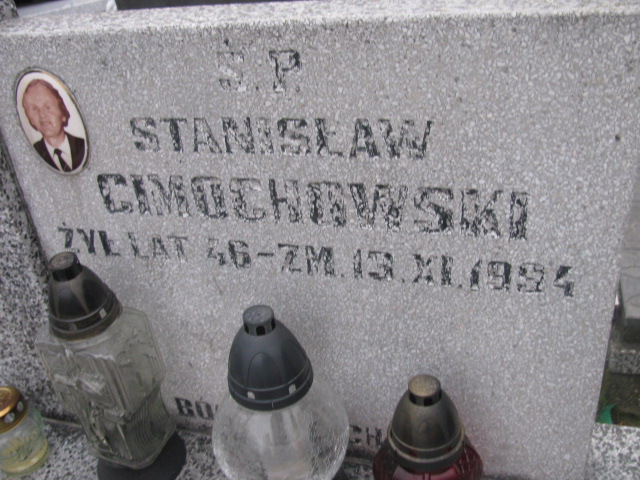 Ś.P.
STANISŁAW
CIMOCHOWSKI
ŻYŁ LAT 46-ZM.13.XI.1984